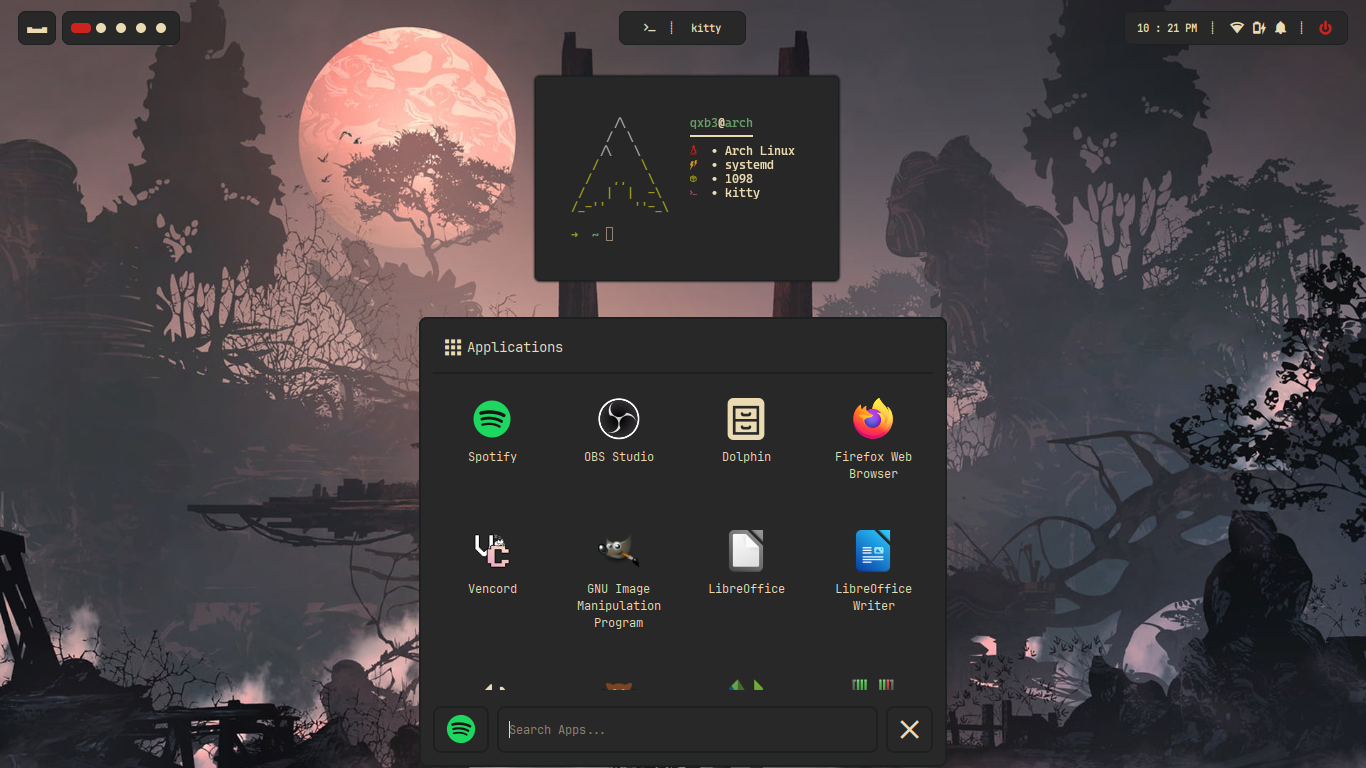 kitty
10 : 21 PM
qxb3@arch
• Arch Linux
• systemd
• 1098
• kitty
➜ ~
Applications
Spotify
OBS Studio
Dolphin
Firefox Web
Browser
Vencord
GNU Image
Manipulation
Program
LibreOffice
LibreOffice
Writer
Search Apps...